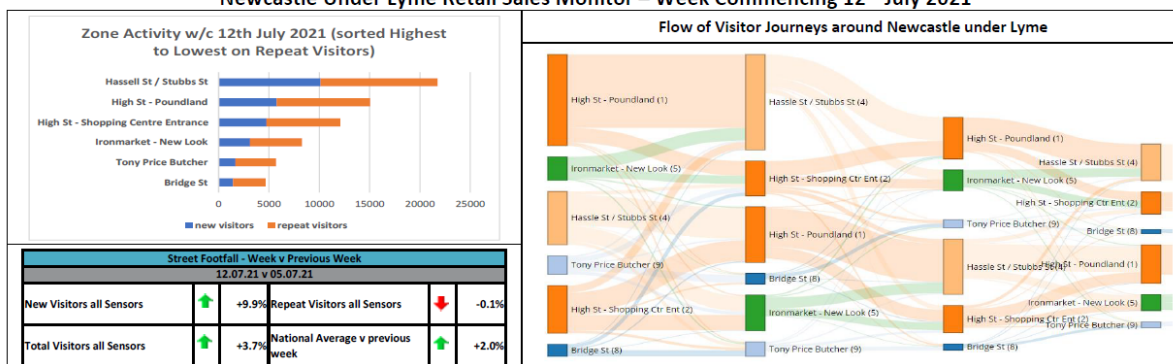 Newcastle Under Lyme Retail Sales Monitor – Week Commencing 12th July 2021
Zone Activity w/c 12th July 2021 (sorted Highest
to Lowest on Repeat Visitors)
Hassell St / Stubbs St
High St - Poundland
High St - Shopping Centre Entrance
Ironmarket - New Look
Tony Price Butcher
Bridge St
0 5000 10000 15000 20000 25000
new visitors repeat visitors
Street Footfall - Week v Previous Week
12.07.21 v 05.07.21
New Visitors all Sensors +9.9% Repeat Visitors all Sensors -0.1%
Total Visitors all Sensors +3.7% National Average v previous
week +2.0%
Flow of Visitor Journeys around Newcastle under Lyme
High St - Poundland (1)
Ironmarket - New Look (5)
Hassle St / Stubbs St (4)
Tony Price Butcher (9)
High St - Shopping Ctr Ent (2)
Bridge St (8)
Hassle St / Stubbs St (4)
High St - Shopping Ctr Ent (2)
High St - Poundland (1)
Bridge St (8)
Ironmarket - New Look (5)
Tony Price Butcher (9)
High St - Poundland (1)
Ironmarket - New Look (5)
Tony Price Butcher (9)
Hassle St / Stubbs St (4)
High St - Shopping Ctr Ent (2)
Bridge St (8)
Hassle St / Stubbs St (4)
High St - Shopping Ctr Ent (2)
Bridge St (8)
High St - Poundland (1)
Ironmarket - New Look (5)
Tony Price Butcher (9)